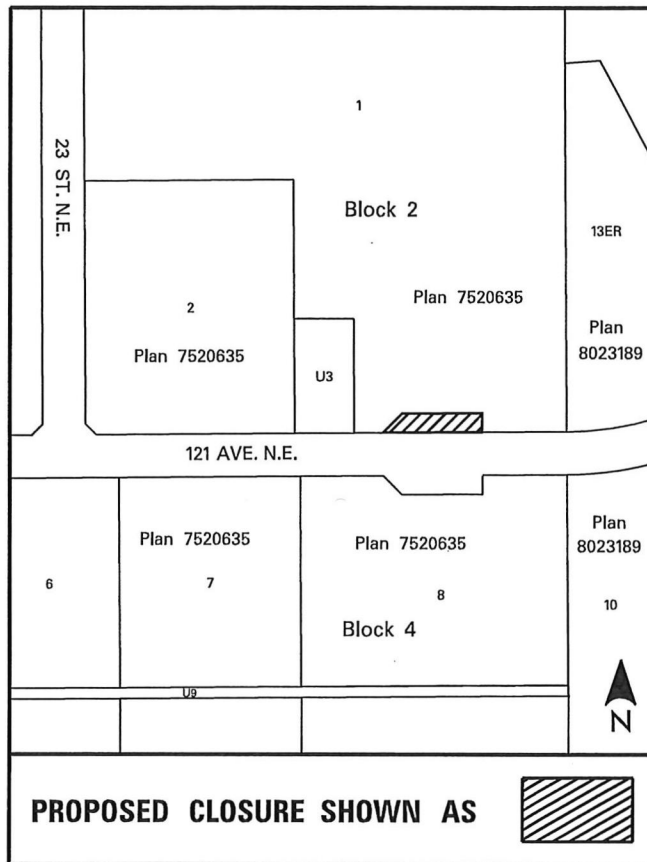 1
23 ST. N.E.
Block 2
13ER
Plan 7520635
2
Plan 7520635
Plan
8023189
U3
121 AVE. N.E.
Plan
8023189
Plan 7520635
Plan 7520635
6
7
8
10
Block 4
U9
N
PROPOSED CLOSURE SHOWN AS